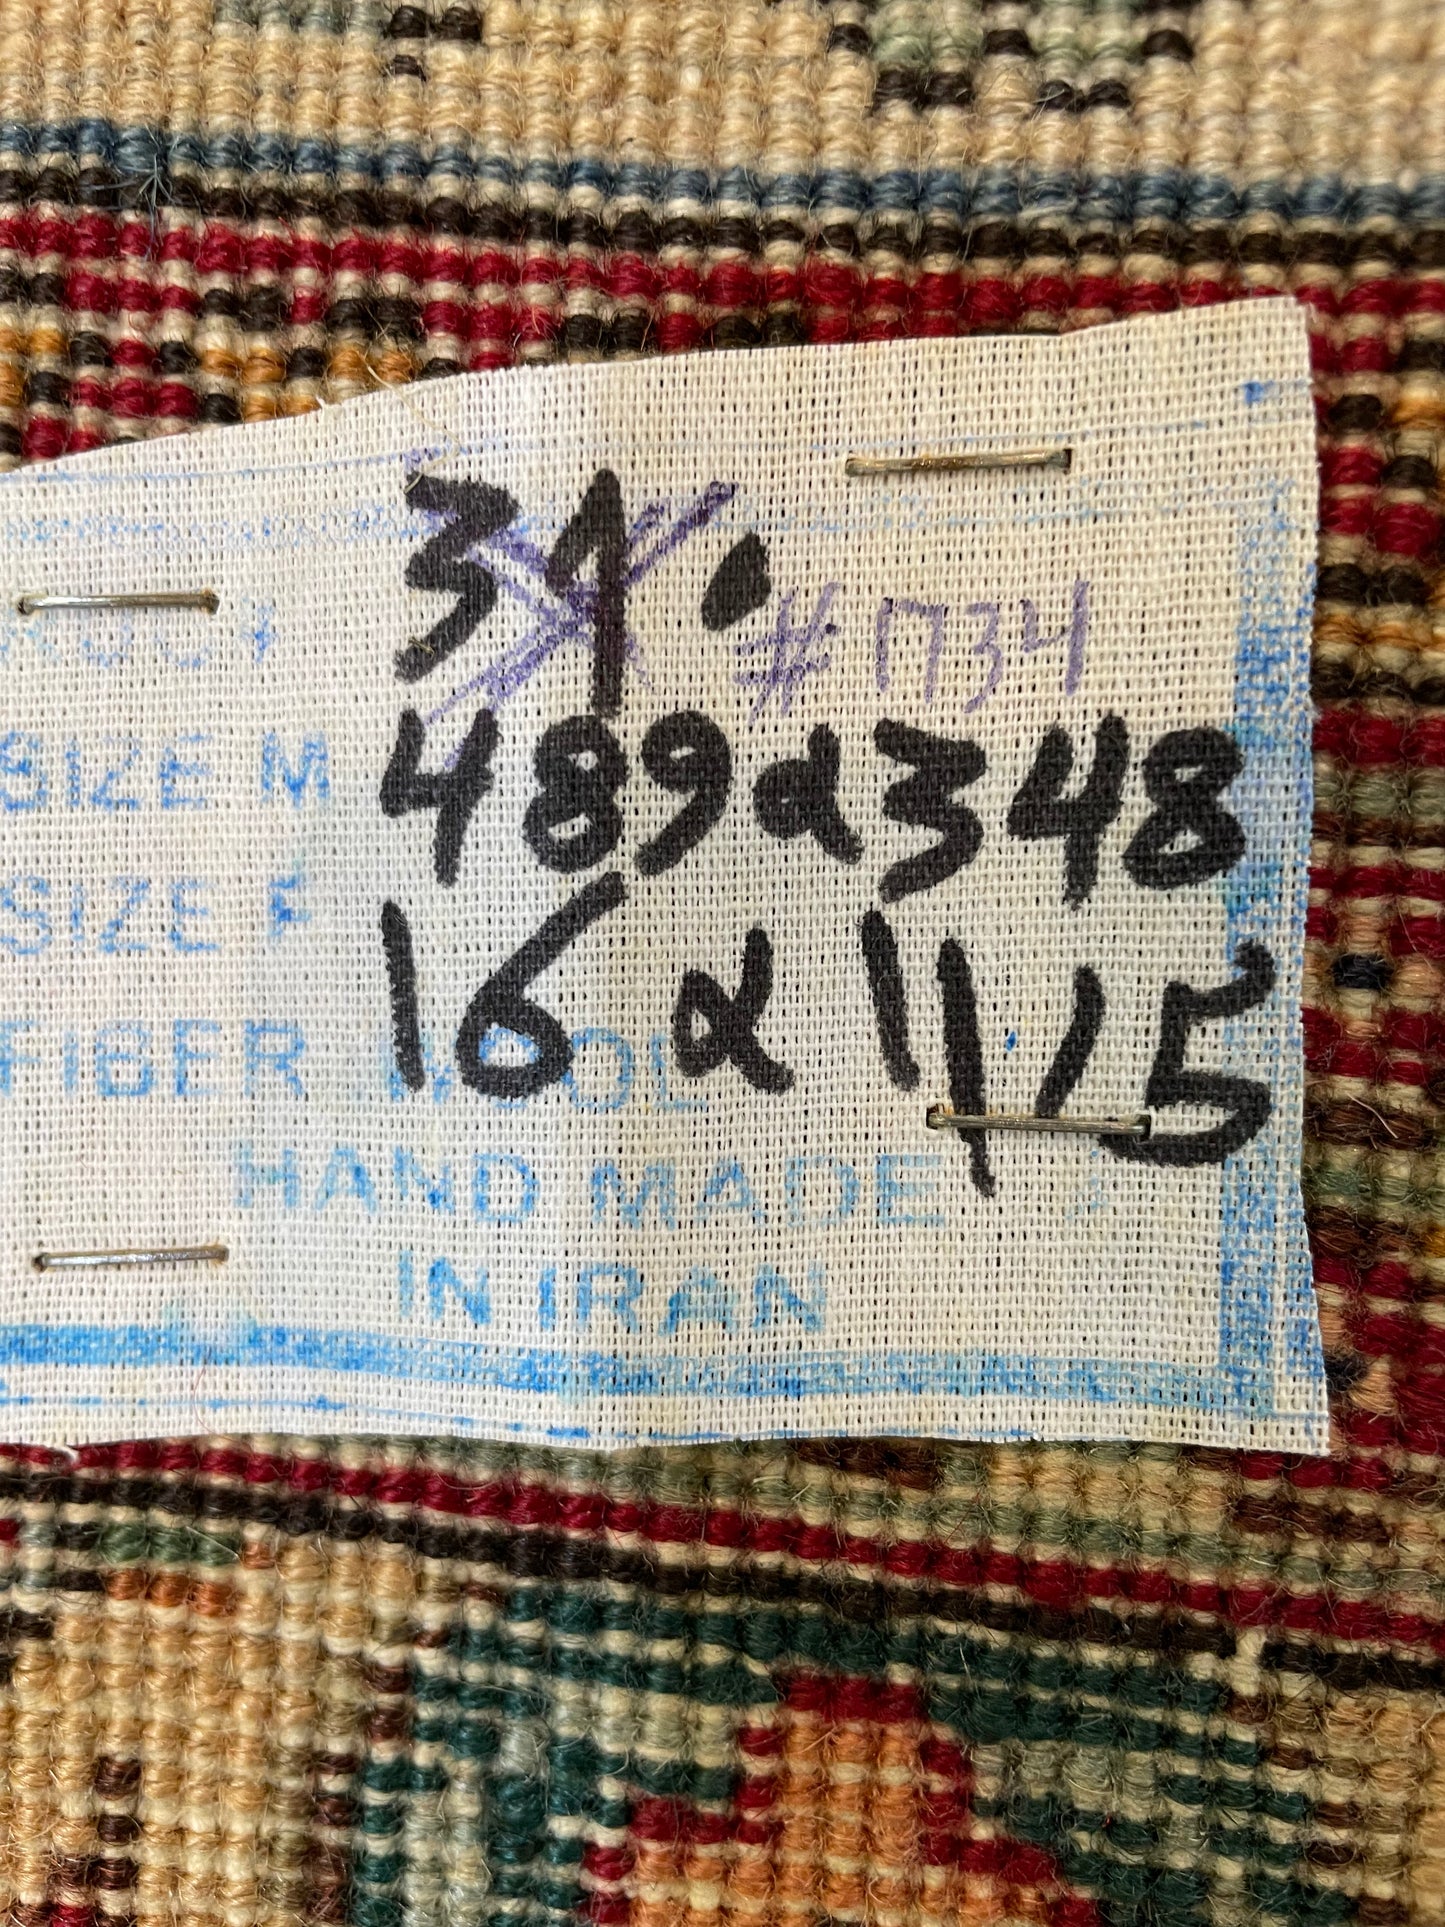 31. #1734
SIZE M 489x348
SIZE F 16x11'5
FIBER WOOL
HAND MADE
IN IRAN